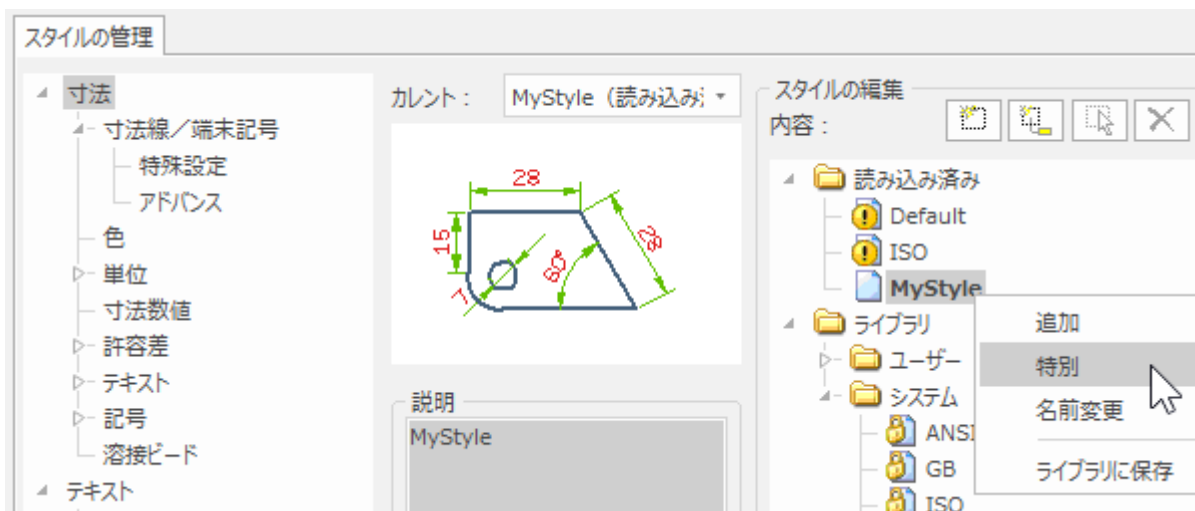 スタイルの管理
寸法
寸法線／端末記号
特殊設定
アドバンス
色
単位
寸法数値
許容差
テキスト
記号
溶接ビード
テキスト
カレント： MyStyle（読み込み済
28
15
28
60°
7
説明
MyStyle
スタイルの編集
内容：
読み込み済み
Default
ISO
MyStyle
ライブラリ
ユーザー
システム
ANSI
GB
ISO
追加
特別
名前変更
ライブラリに保存